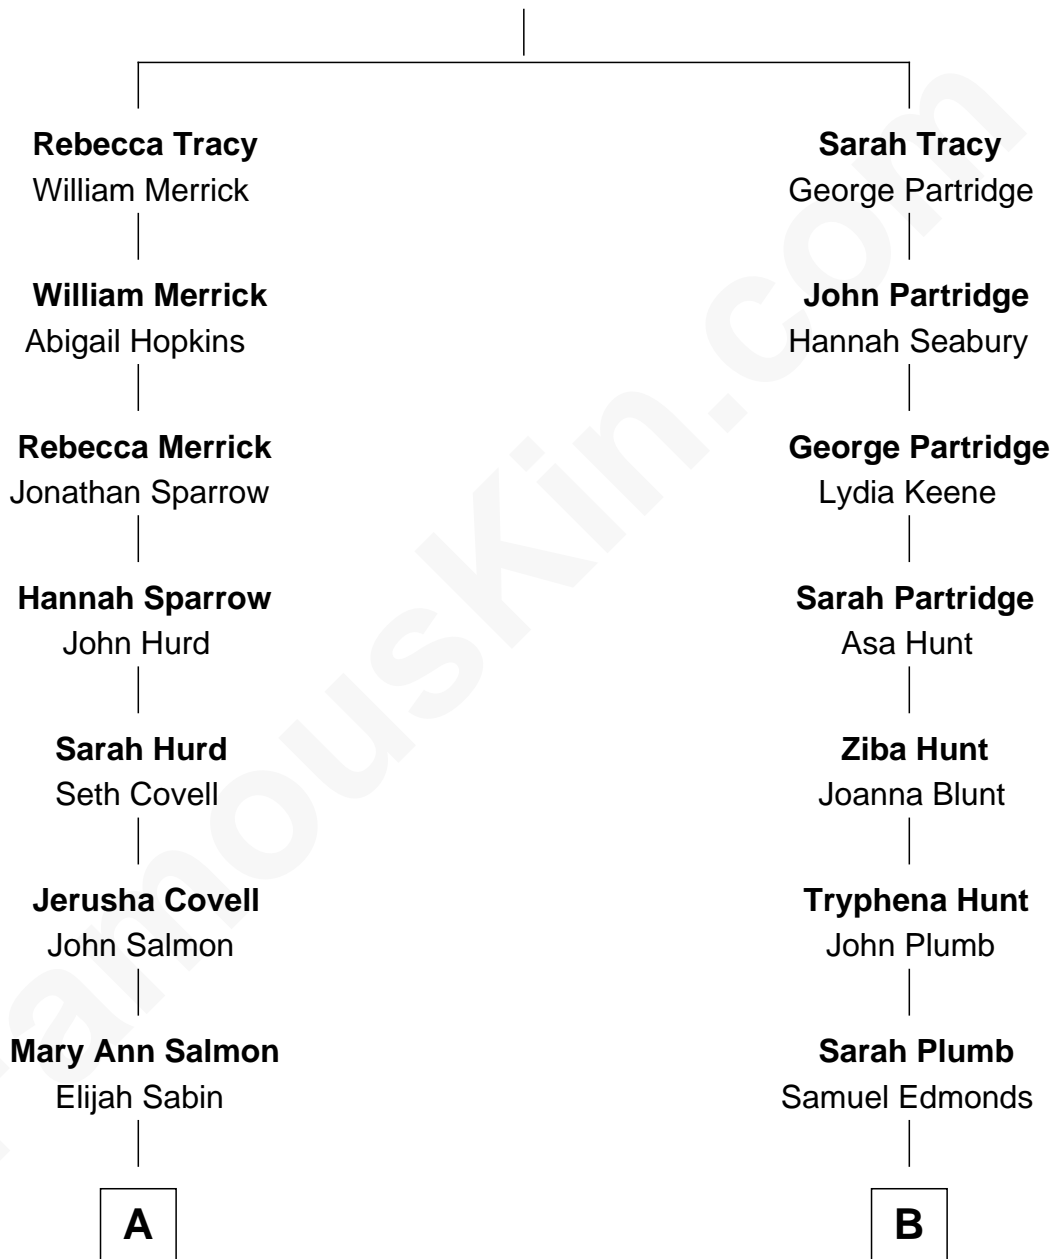 Rebecca Tracy
William Merrick
William Merrick
Abigail Hopkins
Rebecca Merrick
Jonathan Sparrow
Hannah Sparrow
John Hurd
Sarah Hurd
Seth Covell
Jerusha Covell
John Salmon
Mary Ann Salmon
Elijah Sabin
A
Sarah Tracy
George Partridge
John Partridge
Hannah Seabury
George Partridge
Lydia Keene
Sarah Partridge
Asa Hunt
Ziba Hunt
Joanna Blunt
Tryphena Hunt
John Plumb
Sarah Plumb
Samuel Edmonds
B
FamousKin.com